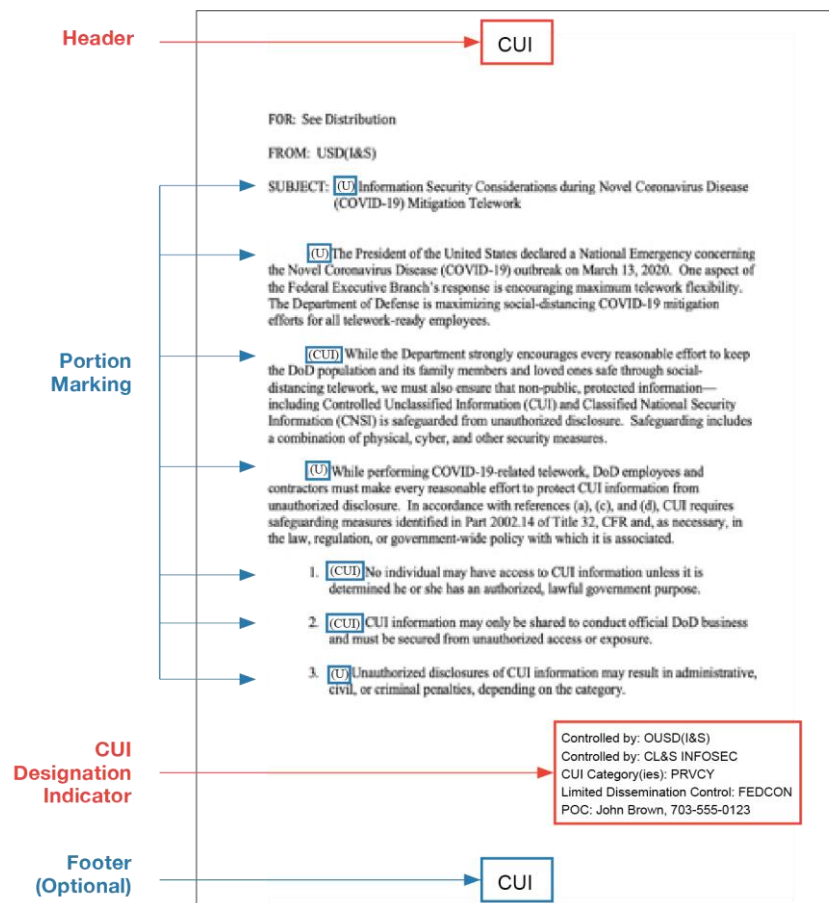 Header
CUI
FOR: See Distribution
FROM: USD(I&S)
SUBJECT: (U) Information Security Considerations during Novel Coronavirus Disease
(COVID-19) Mitigation Telework
(U) The President of the United States declared a National Emergency concerning
the Novel Coronavirus Disease (COVID-19) outbreak on March 13, 2020. One aspect of
the Federal Executive Branch's response is encouraging maximum telework flexibility.
The Department of Defense is maximizing social-distancing COVID-19 mitigation
efforts for all telework-ready employees.
Portion
Marking
(CUI) While the Department strongly encourages every reasonable effort to keep
the DoD population and its family members and loved ones safe through social-
distancing telework, we must also ensure that non-public, protected information—
including Controlled Unclassified Information (CUI) and Classified National Security
Information (CNSI) is safeguarded from unauthorized disclosure. Safeguarding includes
a combination of physical, cyber, and other security measures.
(U) While performing COVID-19-related telework, DoD employees and
contractors must make every reasonable effort to protect CUI information from
unauthorized disclosure. In accordance with references (a), (c), and (d), CUI requires
safeguarding measures identified in Part 2002.14 of Title 32, CFR and, as necessary, in
the law, regulation, or government-wide policy with which it is associated.
1. (CUI) No individual may have access to CUI information unless it is
determined he or she has an authorized, lawful government purpose.
2. (CUI) CUI information may only be shared to conduct official DoD business
and must be secured from unauthorized access or exposure.
3. (U) Unauthorized disclosures of CUI information may result in administrative,
civil, or criminal penalties, depending on the category.
CUI
Designation
Indicator
Controlled by: OUSD(I&S)
Controlled by: CL&S INFOSEC
CUI Category(ies): PRVCY
Limited Dissemination Control: FEDCON
POC: John Brown, 703-555-0123
Footer
(Optional)
CUI